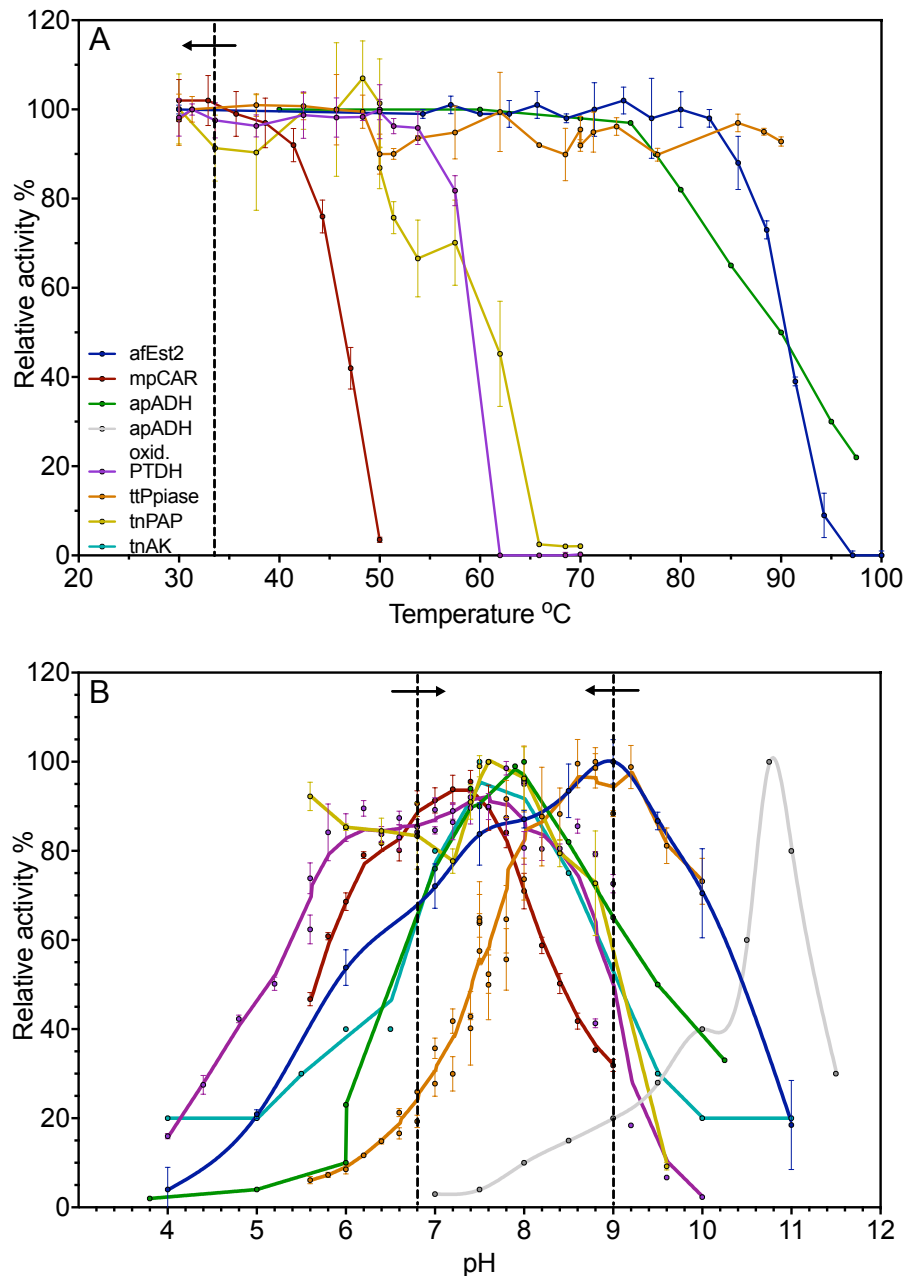 A
120
100
80
60
40
20
0
Relative activity %
afEst2
mpCAR
apADH
apADH
oxid.
PTDH
ttPpiase
tnPAP
tnAK
20 30 40 50 60 70 80 90 100
Temperature ºC
B
120
100
80
60
40
20
0
Relative activity %
4 5 6 7 8 9 10 11 12
pH